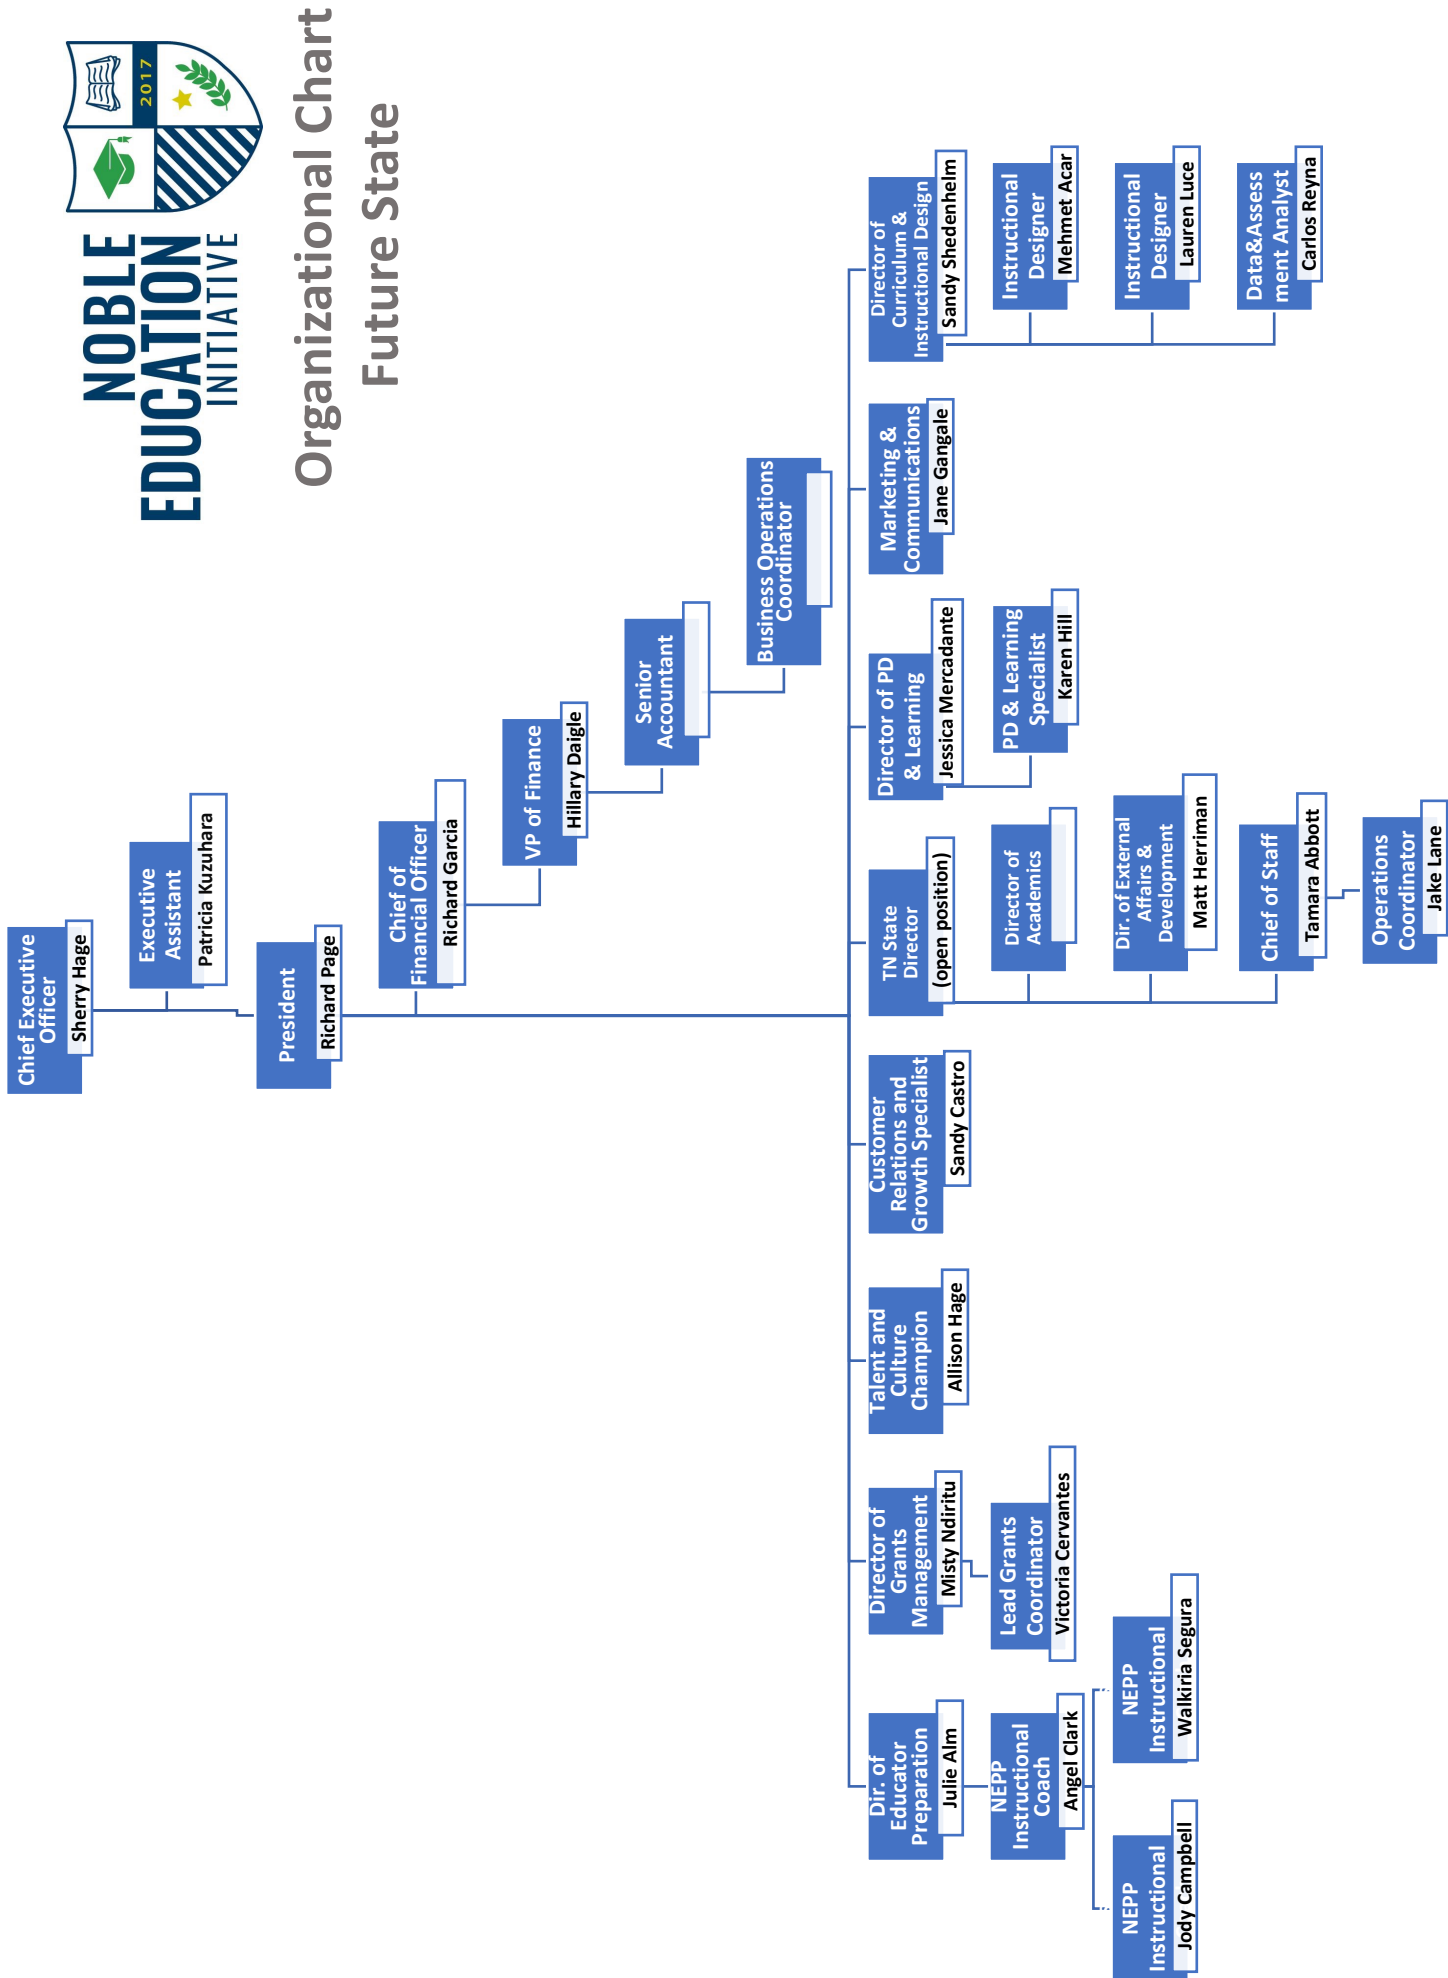 NOBLE
EDUCATION
INITIATIVE
2017
Organizational Chart
Future State
Chief Executive
Officer
Sherry Hage
Executive
Assistant
Patricia Kuzuhara
President
Richard Page
Chief of
Financial Officer
Richard Garcia
VP of Finance
Hillary Daigle
Senior
Accountant
Business Operations
Coordinator
Dir. of
Educator
Preparation
Julie Alm
NEPP
Instructional
Coach
Angel Clark
NEPP
Instructional
Jody Campbell
NEPP
Instructional
Walkiria Segura
Director of
Grants
Management
Misty Ndiritu
Lead Grants
Coordinator
Victoria Cervantes
Talent and
Culture
Champion
Allison Hage
Customer
Relations and
Growth Specialist
Sandy Castro
TN State
Director
(open position)
Director of
Academics
Dir. of External
Affairs &
Development
Matt Herriman
Chief of Staff
Tamara Abbott
Operations
Coordinator
Jake Lane
Director of PD
& Learning
Jessica Mercadante
PD & Learning
Specialist
Karen Hill
Marketing &
Communications
Jane Gangale
Director of
Curriculum &
Instructional Design
Sandy Shedenhelm
Instructional
Designer
Mehmet Acar
Instructional
Designer
Lauren Luce
Data&Assess
ment Analyst
Carlos Reyna